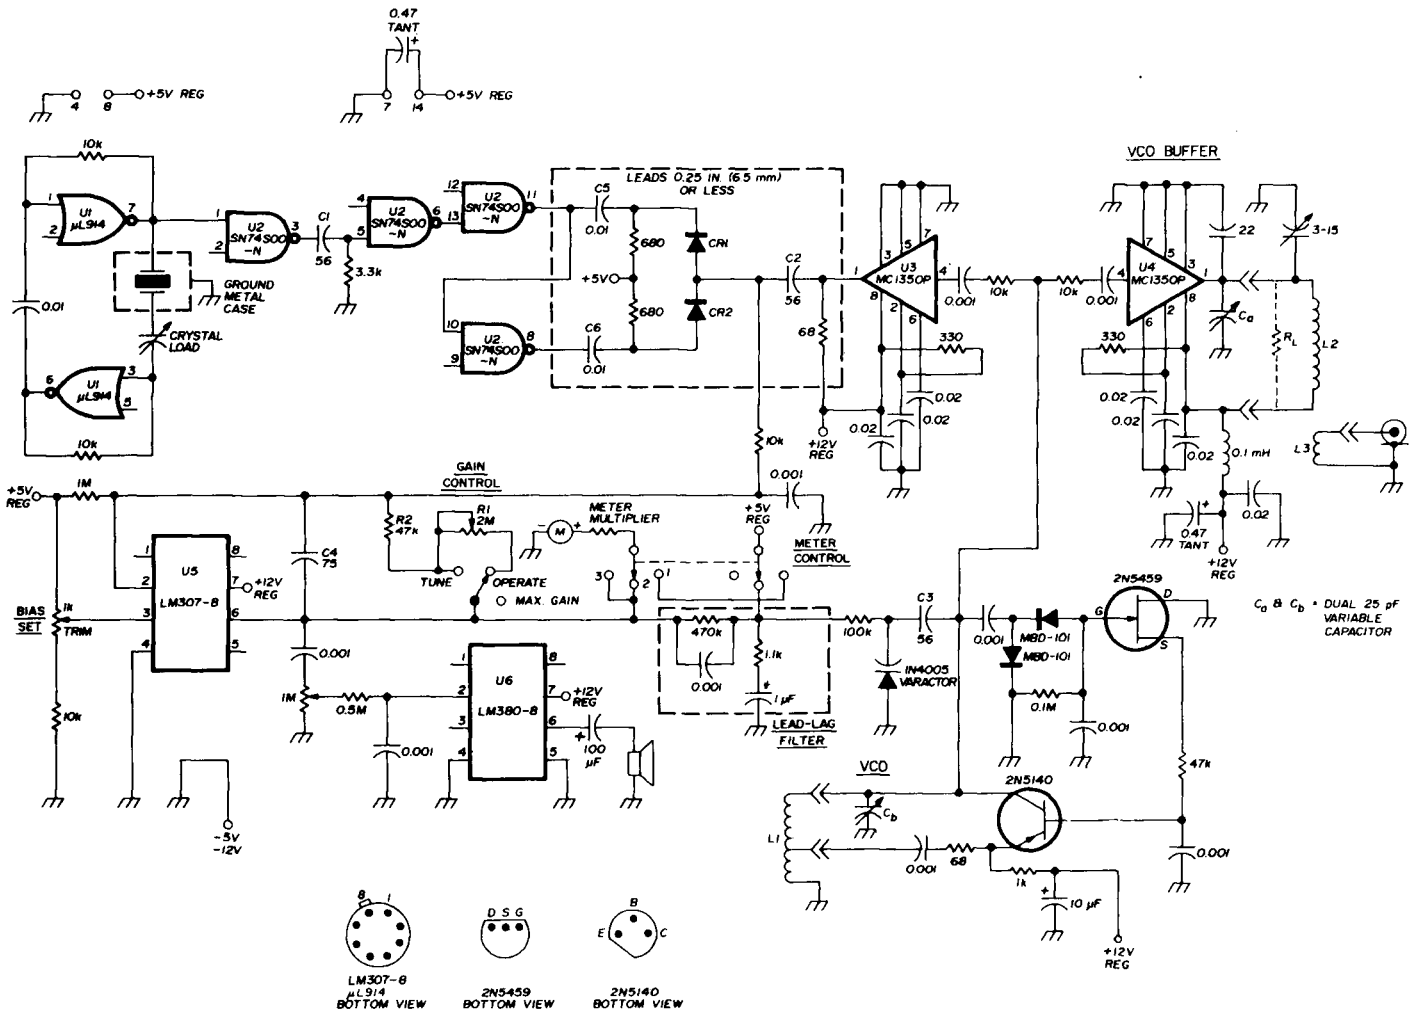 0.47
TANT
+
4
8
+5V REG
7
14
+5V REG
10k
1
2
U1
µL914
7
1
2
U2
SN74S00
-N
3
C1
56
4
5
U2
SN74S00
-N
6
3.3k
12
13
U2
SN74S00
-N
11
10
9
U2
SN74S00
-N
8
LEADS 0.25 IN. (6.5 mm)
OR LESS
C5
0.01
680
+5V
680
C6
0.01
CR1
CR2
C2
56
68
+12V
REG
1
3
5
7
U3
MC1350P
4
8
2
6
0.001
10k
330
0.02
0.02
0.02
VCO BUFFER
10k
0.001
4
7
5
3
U4
MC1350P
1
8
6
2
330
0.02
0.02
0.02
22
3-15
Ca
RL
L2
L3
0.1 mH
0.02
+
0.47
TANT
+12V
REG
GROUND
METAL
CASE
0.01
CRYSTAL
LOAD
6
U1
µL914
3
5
10k
10k
0.001
+5V
REG
1M
GAIN
CONTROL
R2
47k
R1
2M
TUNE
OPERATE
MAX. GAIN
METER
MULTIPLIER
- M +
3
2
1
+5V
REG
METER
CONTROL
C4
75
1
2
3
4
U5
LM307-8
8
7
6
5
+12V
REG
BIAS
SET
1k
TRIM
10k
0.001
1M
0.5M
0.001
1
2
3
4
U6
LM380-8
8
7
6
5
+12V
REG
+
100
µF
470k
0.001
1.1k
+
1 µF
LEAD-LAG
FILTER
100k
1N4005
VARACTOR
C3
56
0.001
MBD-101
MBD-101
0.1M
0.001
2N5459
G
D
S
Ca & Cb = DUAL 25 pF
VARIABLE
CAPACITOR
47k
0.001
-5V
-12V
VCO
L1
Cb
0.001
68
2N5140
1k
+
10 µF
+12V
REG
8
1
LM307-8
µL914
BOTTOM VIEW
D S G
2N5459
BOTTOM VIEW
B
E
C
2N5140
BOTTOM VIEW